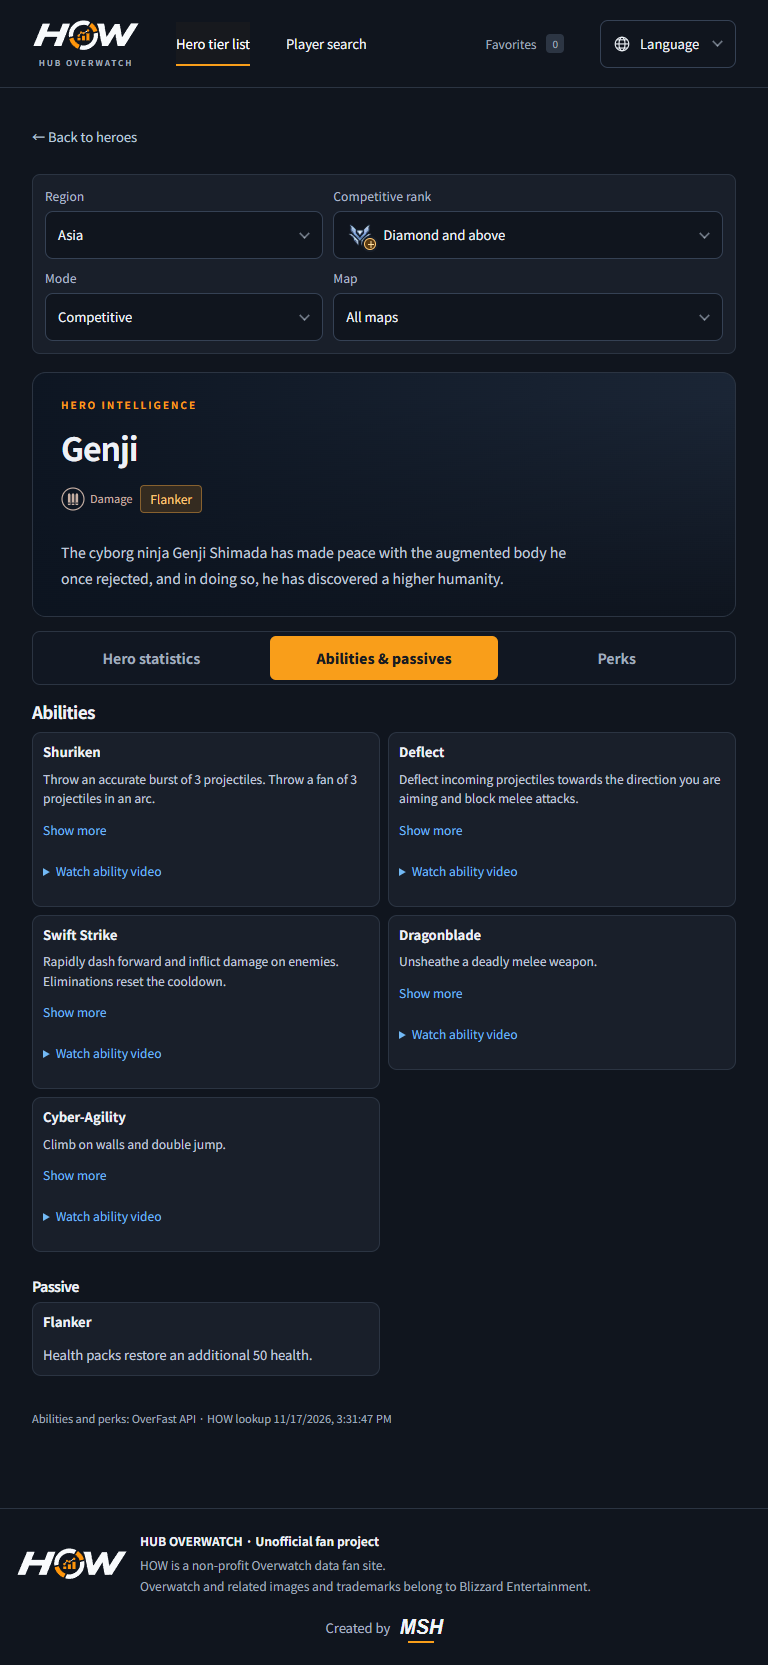 HOW
HUB OVERWATCH
Hero tier list
Player search
Favorites 0
Language
← Back to heroes
Region
Competitive rank
Asia
Diamond and above
Mode
Map
Competitive
All maps
HERO INTELLIGENCE
Genji
Damage
Flanker
The cyborg ninja Genji Shimada has made peace with the augmented body he
once rejected, and in doing so, he has discovered a higher humanity.
Hero statistics
Abilities & passives
Perks
Abilities
Shuriken
Throw an accurate burst of 3 projectiles. Throw a fan of 3
projectiles in an arc.
Show more
Watch ability video
Deflect
Deflect incoming projectiles towards the direction you are
aiming and block melee attacks.
Show more
Watch ability video
Swift Strike
Rapidly dash forward and inflict damage on enemies.
Eliminations reset the cooldown.
Show more
Watch ability video
Dragonblade
Unsheathe a deadly melee weapon.
Show more
Watch ability video
Cyber-Agility
Climb on walls and double jump.
Show more
Watch ability video
Passive
Flanker
Health packs restore an additional 50 health.
Abilities and perks: OverFast API · HOW lookup 11/17/2026, 3:31:47 PM
HOW
HUB OVERWATCH · Unofficial fan project
HOW is a non-profit Overwatch data fan site.
Overwatch and related images and trademarks belong to Blizzard Entertainment.
Created by MSH